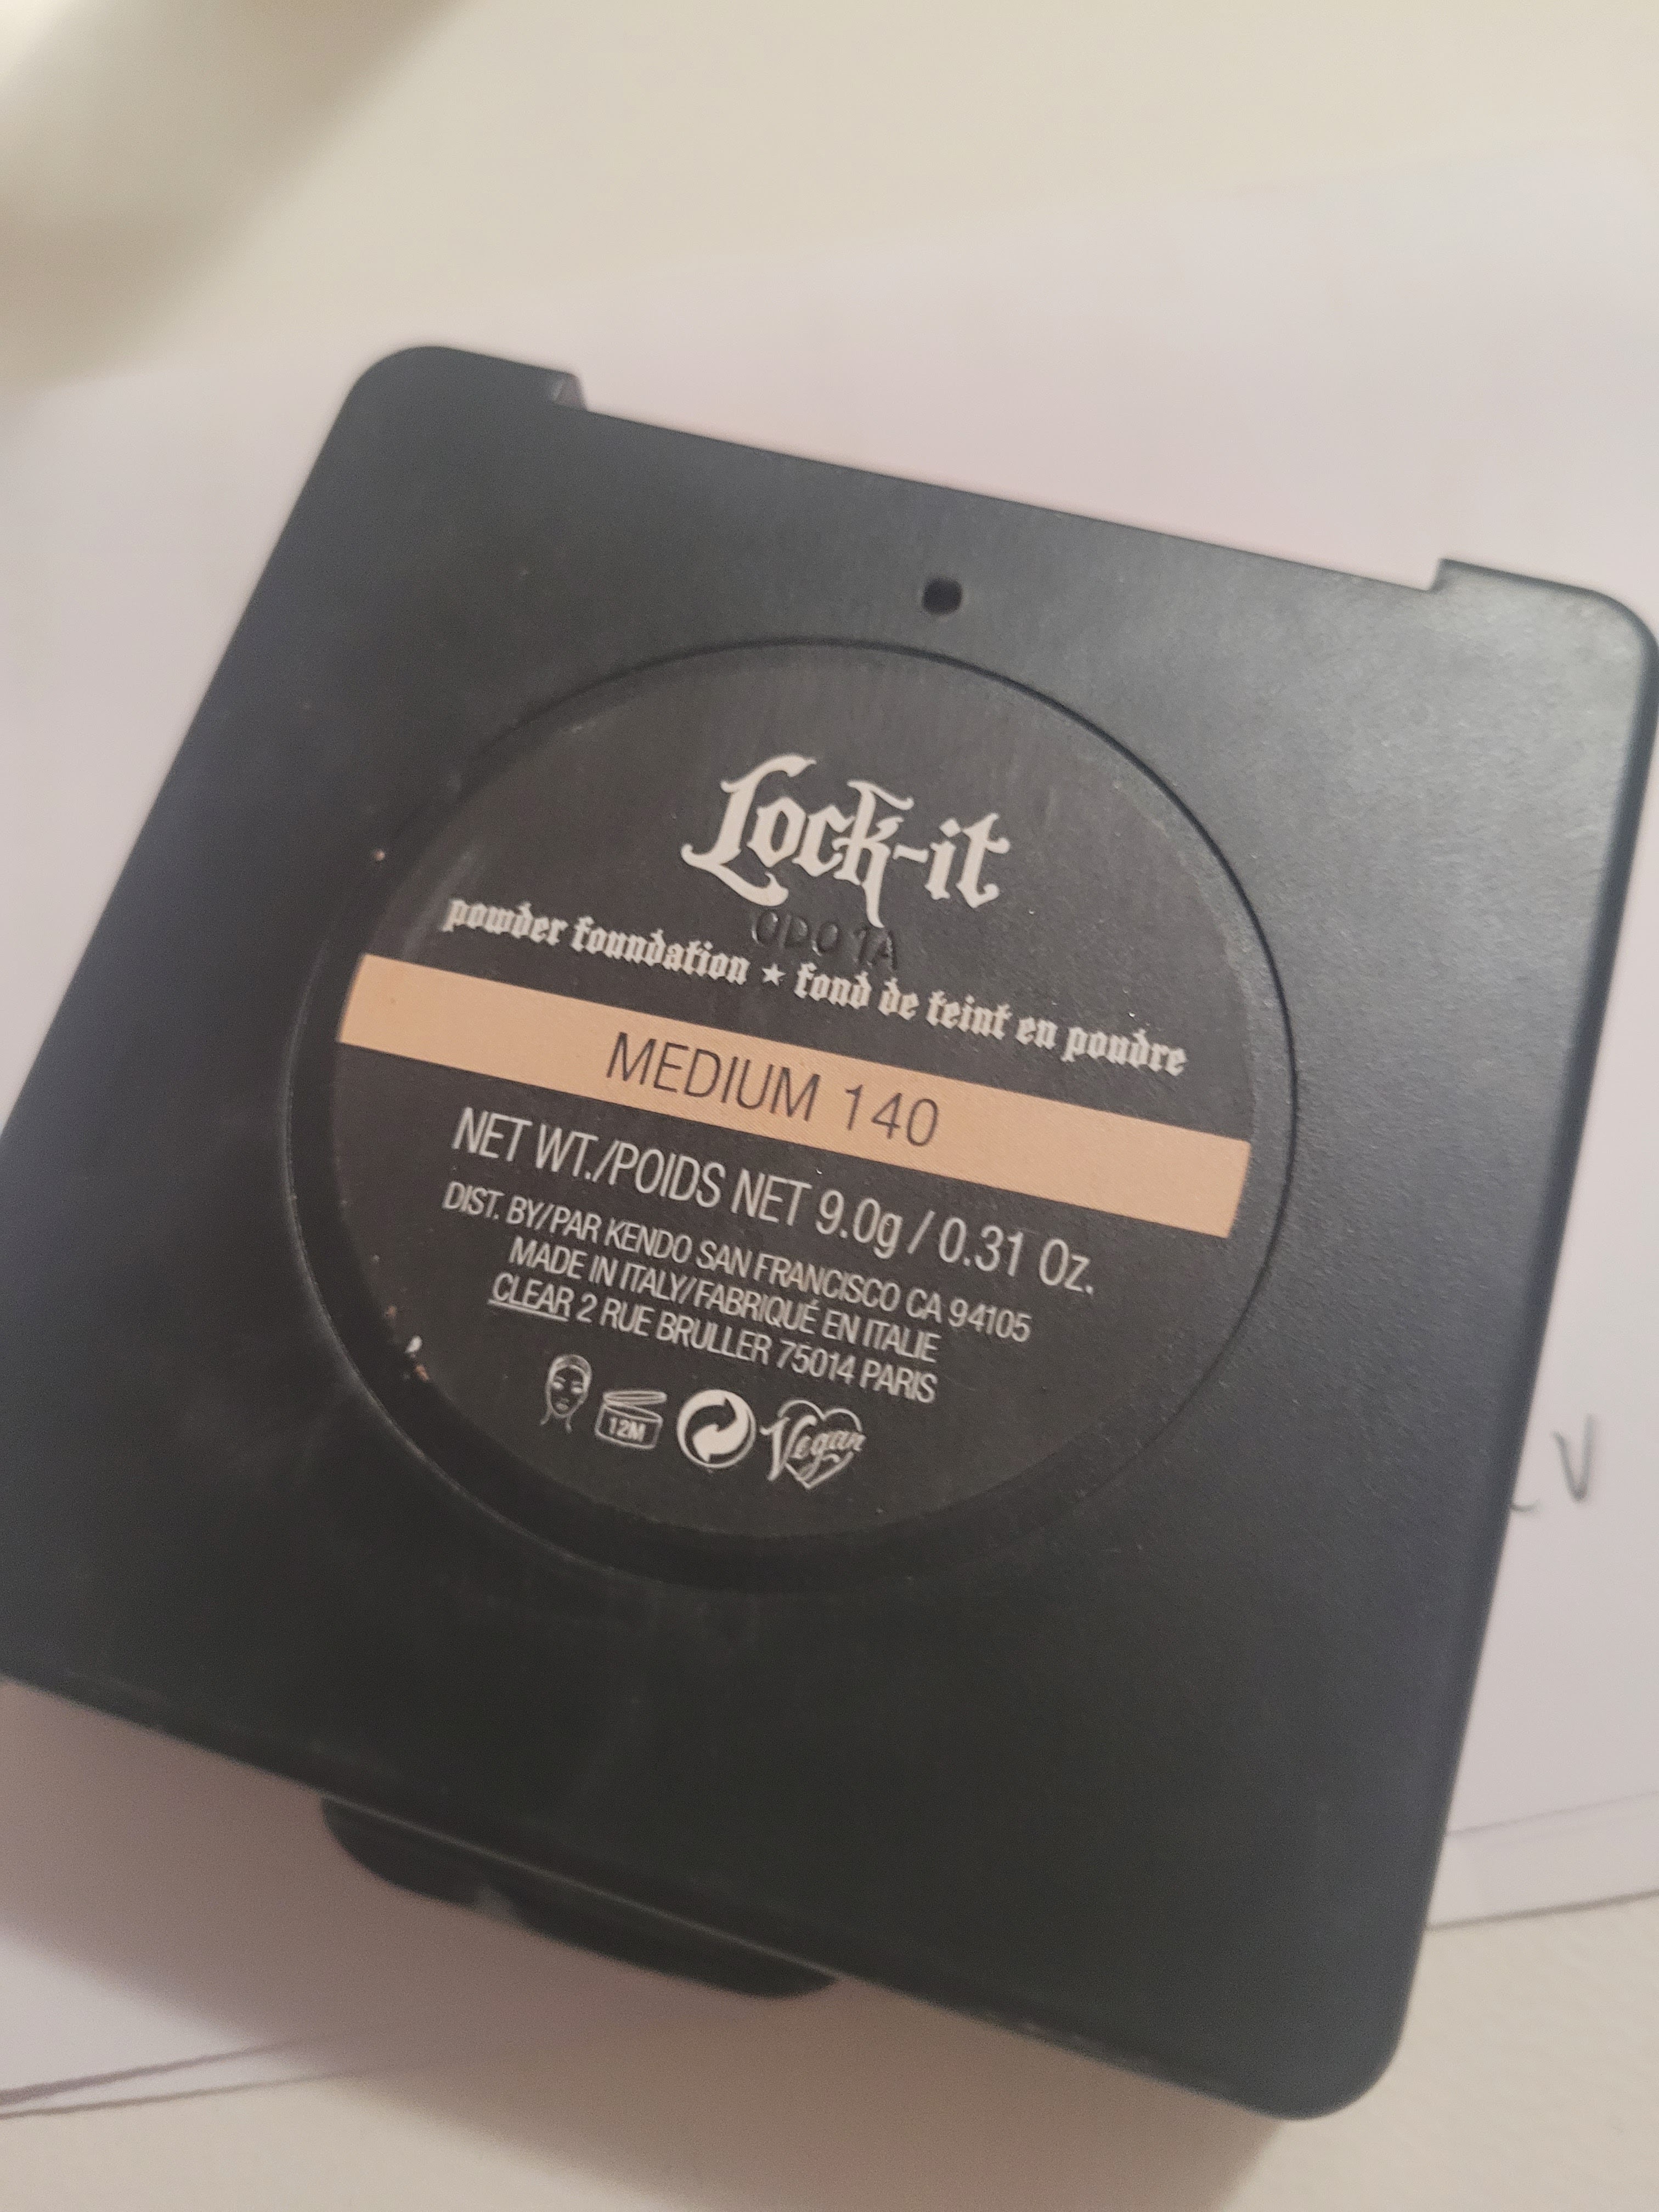 Lock-it
powder foundation ★ fond de teint en poudre
MEDIUM 140
NET WT./POIDS NET 9.0g / 0.31 Oz.
DIST. BY/PAR KENDO SAN FRANCISCO CA 94105
MADE IN ITALY/FABRIQUÉ EN ITALIE
CLEAR 2 RUE BRULLER 75014 PARIS
12M
Vegan